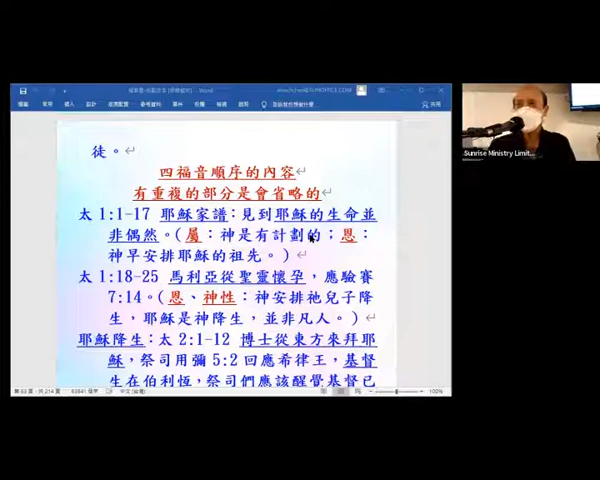 徒。
四福音順序的內容
有重複的部分是會省略的
太 1:1-17 耶穌家譜：見到耶穌的生命並
非偶然。（屬：神是有計劃的；恩：
神早安排耶穌的祖先。）
太 1:18-25 馬利亞從聖靈懷孕，應驗賽
7:14。（恩、神性：神安排祂兒子降
生，耶穌是神降生，並非凡人。）
耶穌降生：太 2:1-12 博士從東方來拜耶
穌，祭司用彌 5:2 回應希律王，基督
生在伯利恆，祭司們應該醒覺基督已
Sunrise Ministry Limit...
100%